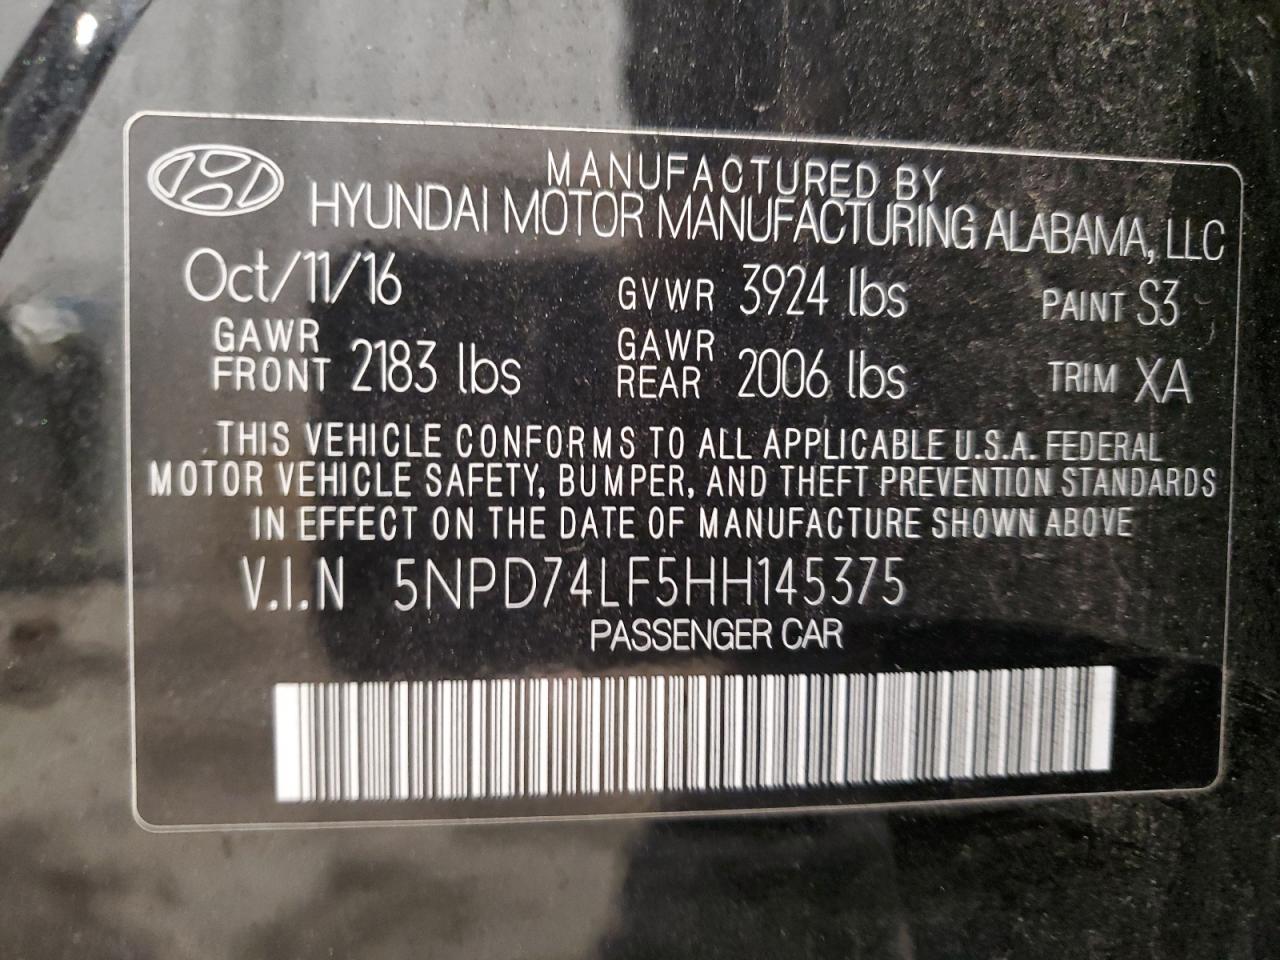 MANUFACTURED BY
HYUNDAI MOTOR MANUFACTURING ALABAMA, LLC
Oct/11/16 GVWR 3924 lbs PAINT S3
GAWR FRONT 2183 lbs GAWR REAR 2006 lbs TRIM XA
THIS VEHICLE CONFORMS TO ALL APPLICABLE U.S.A. FEDERAL
MOTOR VEHICLE SAFETY, BUMPER, AND THEFT PREVENTION STANDARDS
IN EFFECT ON THE DATE OF MANUFACTURE SHOWN ABOVE
V.I.N 5NPD74LF5HH145375
PASSENGER CAR